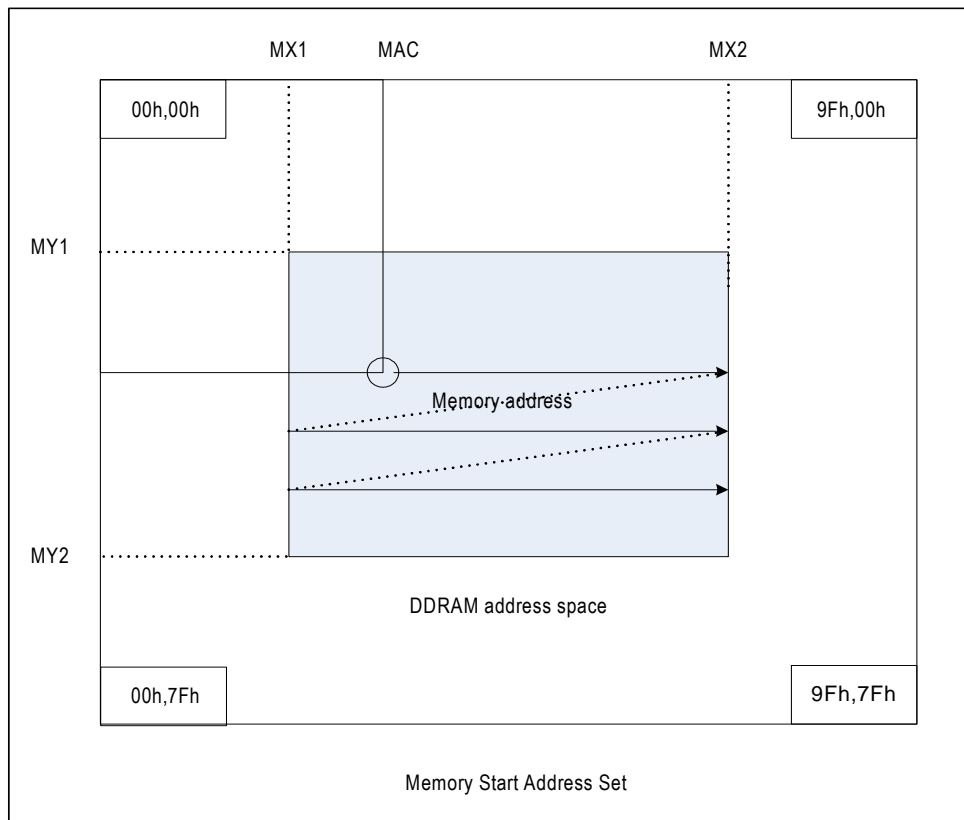 MX1 MAC MX2
00h,00h 9Fh,00h
MY1
Memory address
MY2
DDRAM address space
00h,7Fh 9Fh,7Fh
Memory Start Address Set